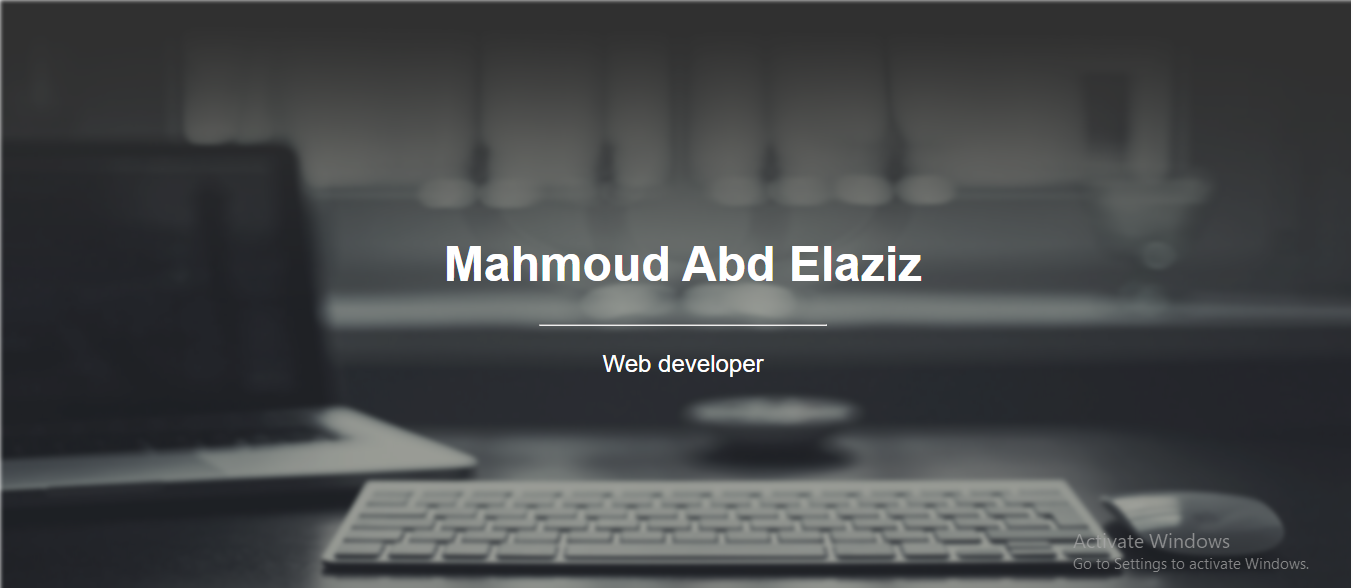 Mahmoud Abd Elaziz
Web developer
Activate Windows
Go to Settings to activate Windows.